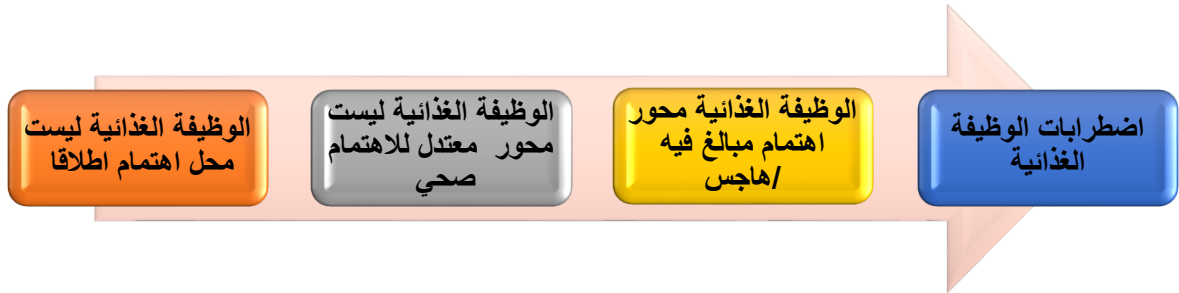 الوظيفة الغذائية ليست
محل اهتمام اطلاقا
الوظيفة الغذائية ليست
محور معتدل للاهتمام
صحي
الوظيفة الغذائية محور
اهتمام مبالغ فيه
/هاجس
اضطرابات الوظيفة
الغذائية